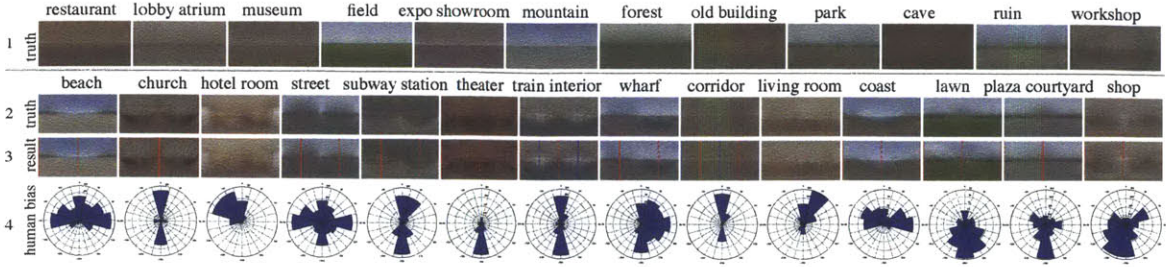 restaurant lobby atrium museum field expo showroom mountain forest old building park cave ruin workshop
1 truth
beach church hotel room street subway station theater train interior wharf corridor living room coast lawn plaza courtyard shop
2 truth
3 result
4 human bias